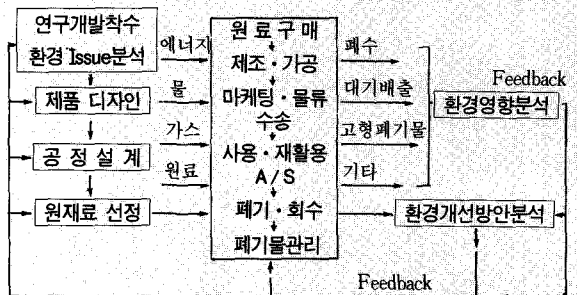 연구개발착수
환경 Issue분석
제품 디자인
공 정 설 계
원재료 선정
에너지
물
가스
원료
원 료 구 매
제조·가공
마케팅·물류
수송
사용·재활용
A/S
폐기·회수
폐기물관리
폐수
대기배출
고형폐기물
기타
Feedback
환경영향분석
환경개선방안분석
Feedback